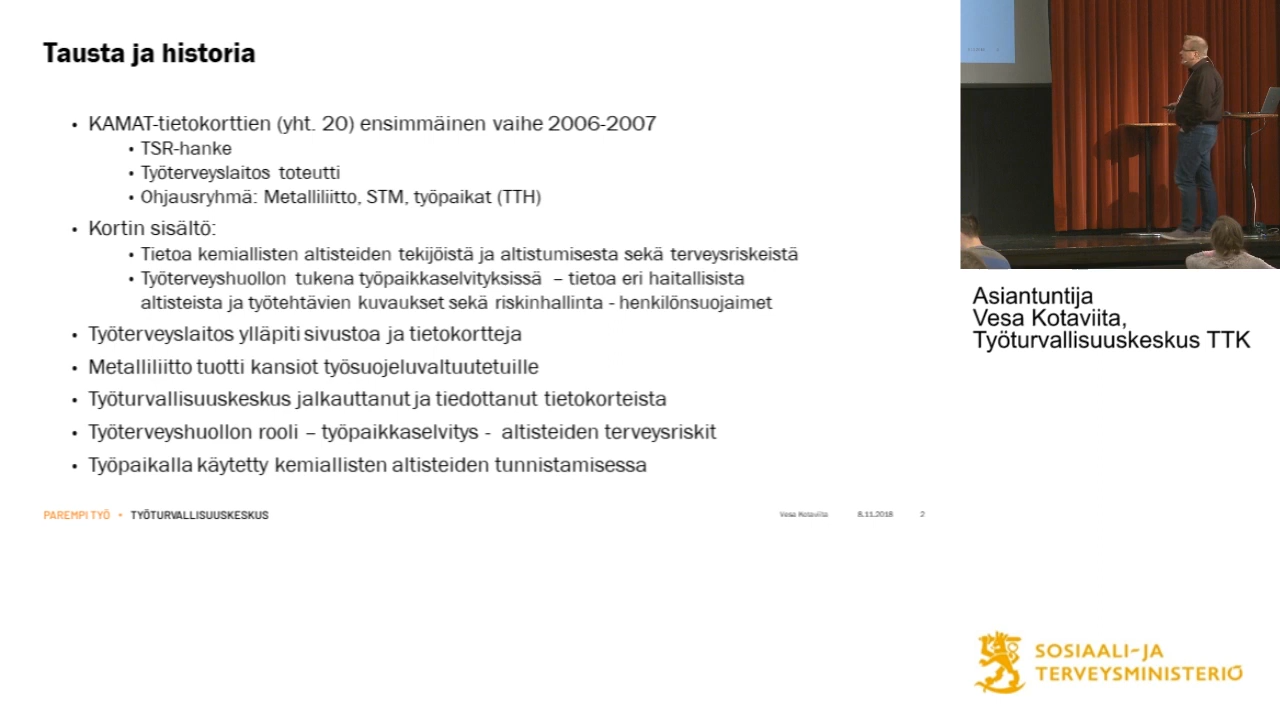 Tausta ja historia
• KAMAT-tietokorttien (yht. 20) ensimmäinen vaihe 2006-2007
• TSR-hanke
• Työterveyslaitos toteutti
• Ohjausryhmä: Metalliliitto, STM, työpaikat (TTH)
• Kortin sisältö:
• Tietoa kemiallisten altisteiden tekijöistä ja altistumisesta sekä terveysriskeistä
• Työterveyshuollon tukena työpaikkaselvityksissä – tietoa eri haitallisista
altisteista ja työtehtävien kuvaukset sekä riskinhallinta - henkilönsuojaimet
• Työterveyslaitos ylläpiti sivustoa ja tietokortteja
• Metalliliitto tuotti kansiot työsuojeluvaltuutetuille
• Työturvallisuuskeskus jalkauttanut ja tiedottanut tietokorteista
• Työterveyshuollon rooli – työpaikkaselvitys - altisteiden terveysriskit
• Työpaikalla käytetty kemiallisten altisteiden tunnistamisessa
PAREMPI TYÖ • TYÖTURVALLISUUSKESKUS
Vesa Kotaviita 8.11.2018 2
Asiantuntija
Vesa Kotaviita,
Työturvallisuuskeskus TTK
SOSIAALI- JA
TERVEYSMINISTERIÖ